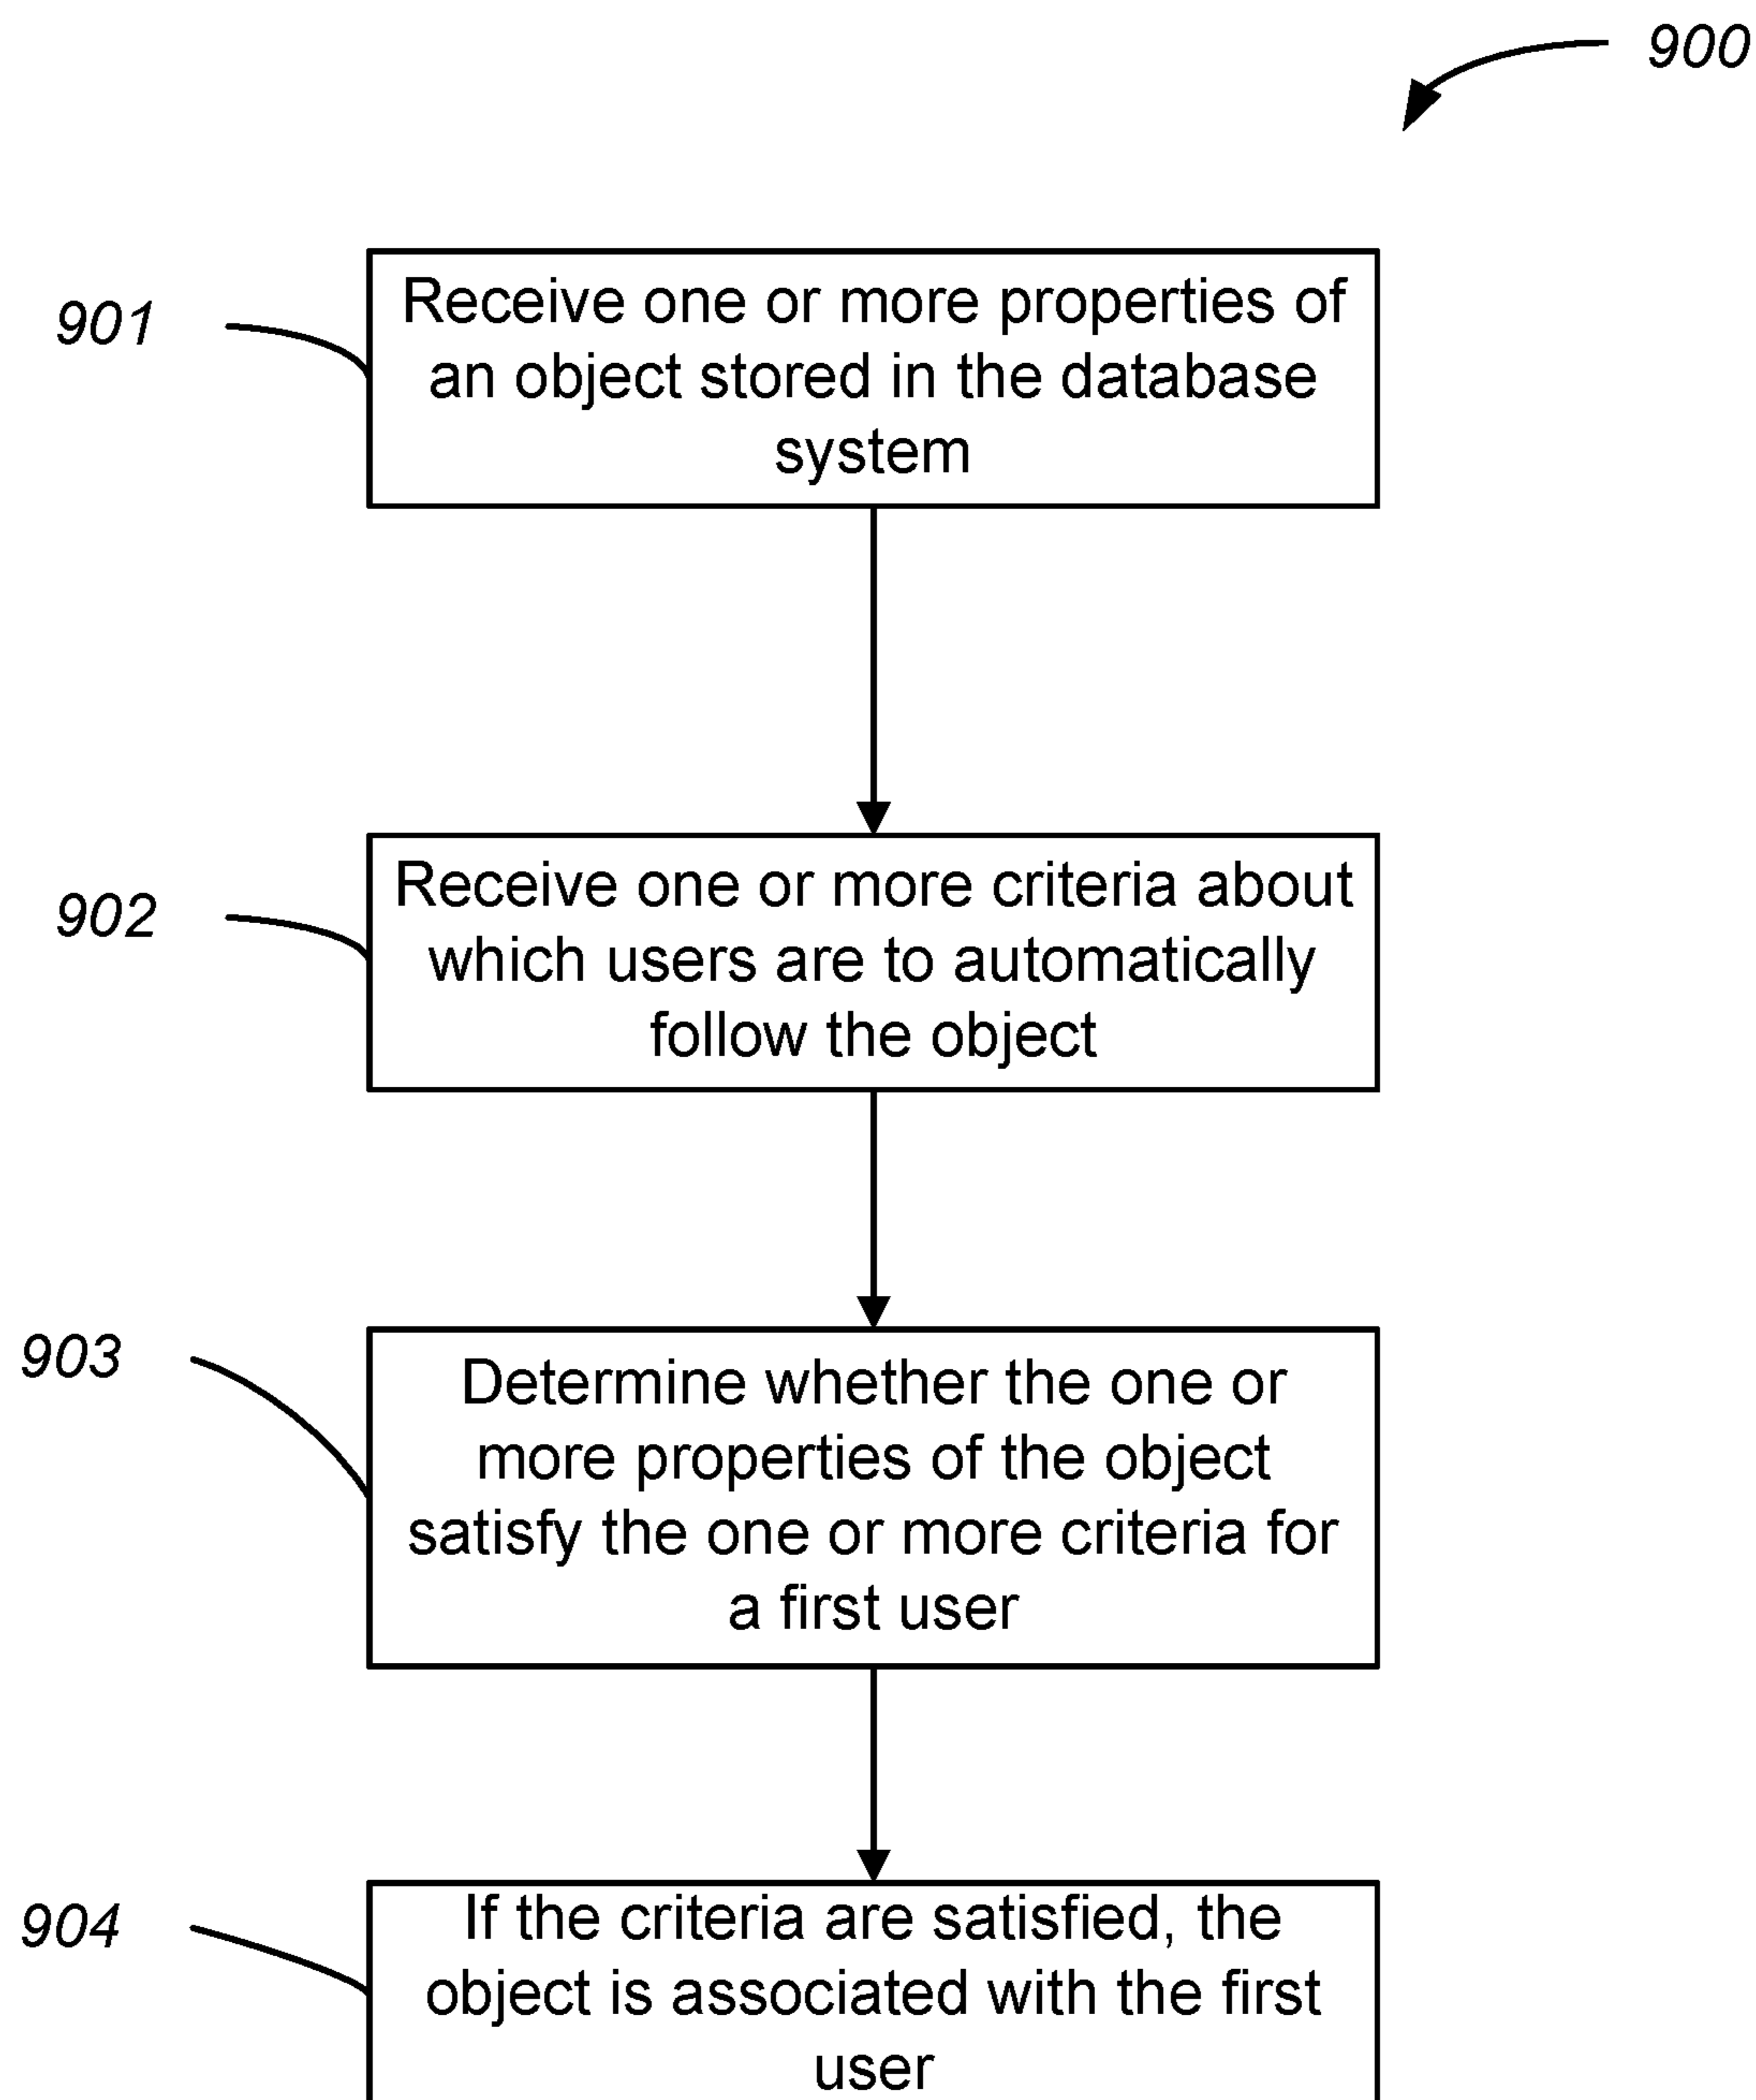 900
901
Receive one or more properties of
an object stored in the database
system
902
Receive one or more criteria about
which users are to automatically
follow the object
903
Determine whether the one or
more properties of the object
satisfy the one or more criteria for
a first user
904
If the criteria are satisfied, the
object is associated with the first
user